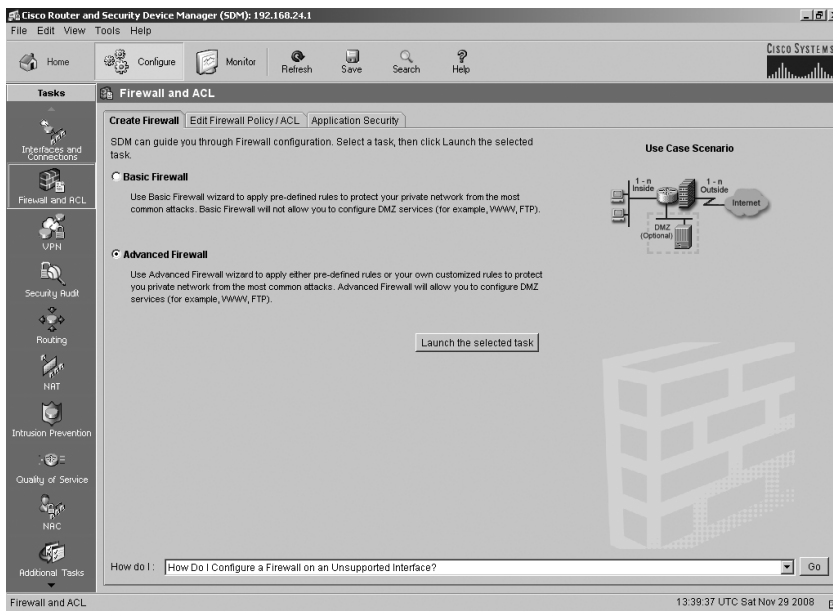 Cisco Router and Security Device Manager (SDM): 192.168.24.1
File Edit View Tools Help
Home Configure Monitor Refresh Save Search Help
CISCO SYSTEMS
Tasks
Firewall and ACL
Interfaces and
Connections
Firewall and ACL
VPN
Security Audit
Routing
NAT
Intrusion Prevention
Quality of Service
NAC
Additional Tasks
Create Firewall Edit Firewall Policy / ACL Application Security
SDM can guide you through Firewall configuration. Select a task, then click Launch the selected
task.
Basic Firewall
Use Basic Firewall wizard to apply pre-defined rules to protect your private network from the most
common attacks. Basic Firewall will not allow you to configure DMZ services (for example, WWW, FTP).
Advanced Firewall
Use Advanced Firewall wizard to apply either pre-defined rules or your own customized rules to protect
you private network from the most common attacks. Advanced Firewall will allow you to configure DMZ
services (for example, WWW, FTP).
Launch the selected task
Use Case Scenario
1 - n
Inside
1 - n
Outside
Internet
DMZ
(Optional)
How do I : How Do I Configure a Firewall on an Unsupported Interface? Go
Firewall and ACL 13:39:37 UTC Sat Nov 29 2008